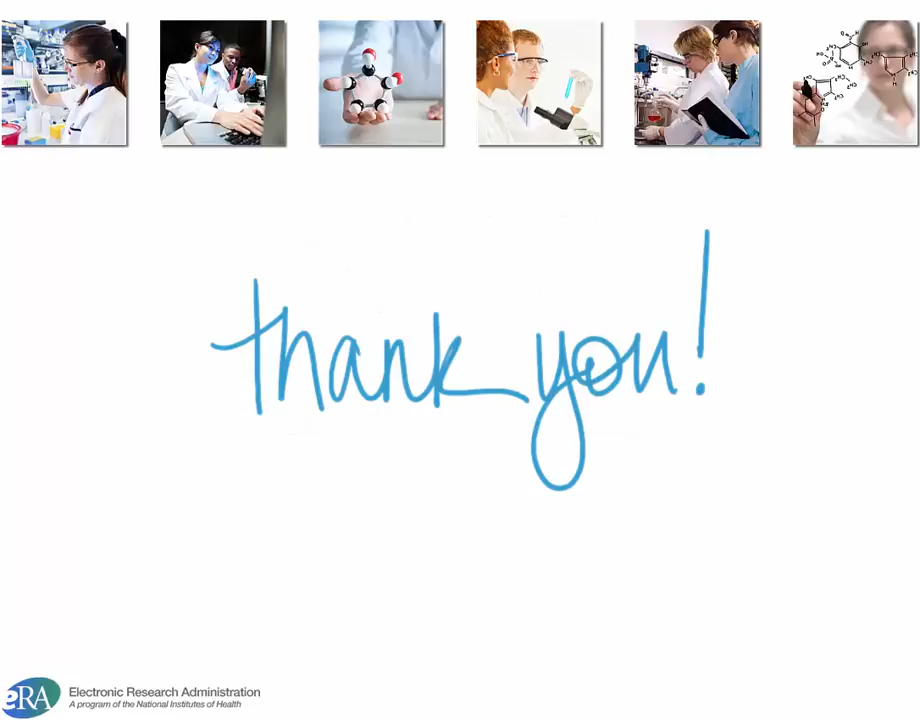 thank you!
eRA
Electronic Research Administration
A program of the National Institutes of Health